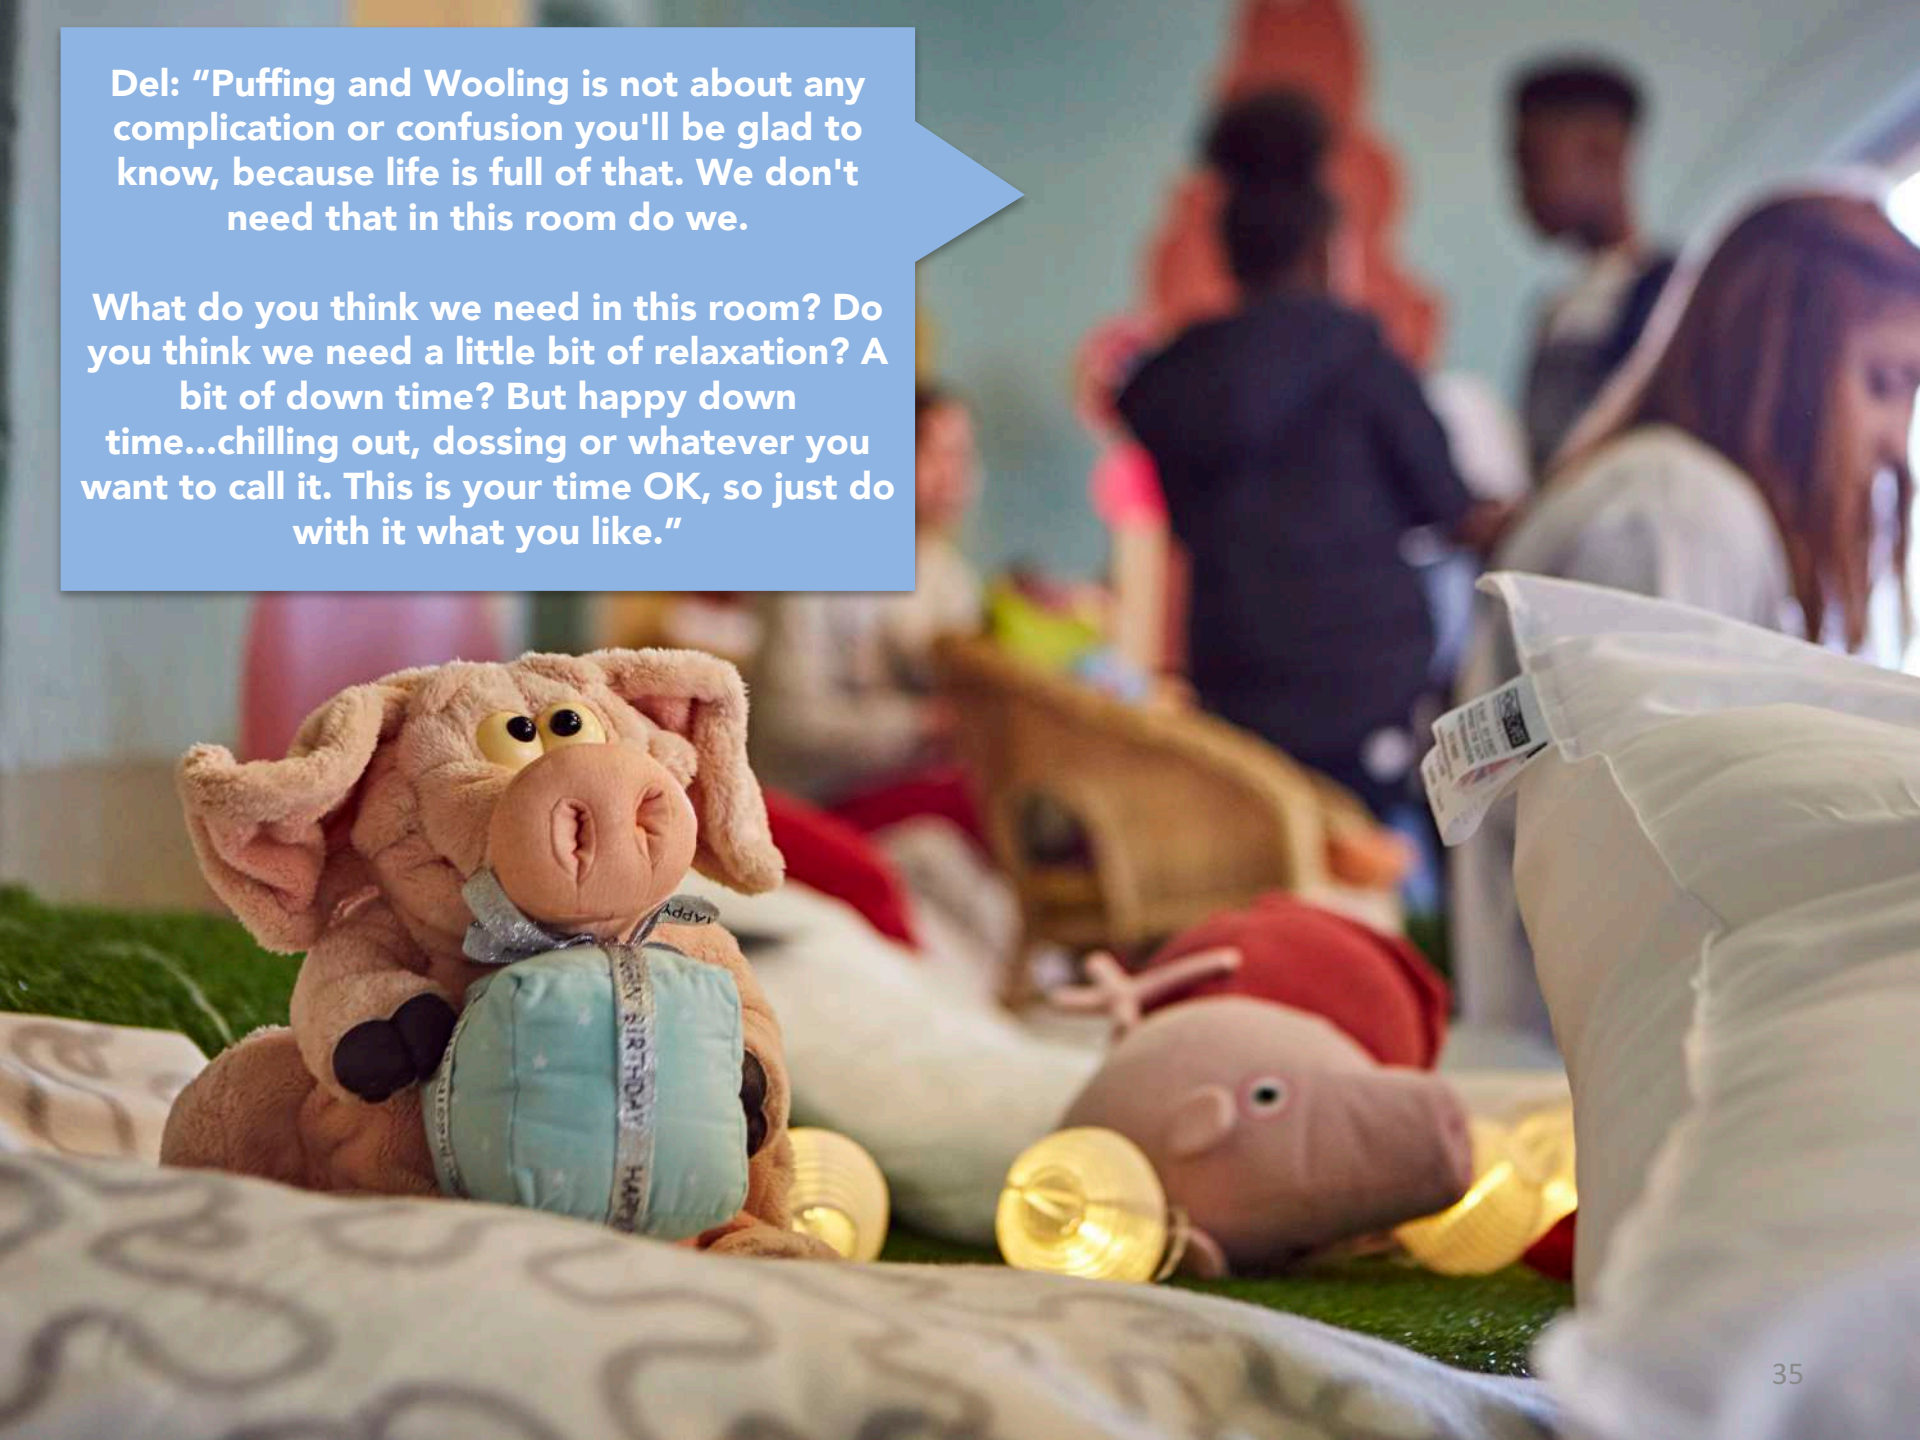 Del: “Puffing and Wooling is not about any
complication or confusion you'll be glad to
know, because life is full of that. We don't
need that in this room do we.
What do you think we need in this room? Do
you think we need a little bit of relaxation? A
bit of down time? But happy down
time...chilling out, dossing or whatever you
want to call it. This is your time OK, so just do
with it what you like.”
HAPPY
BIRTHDAY
35